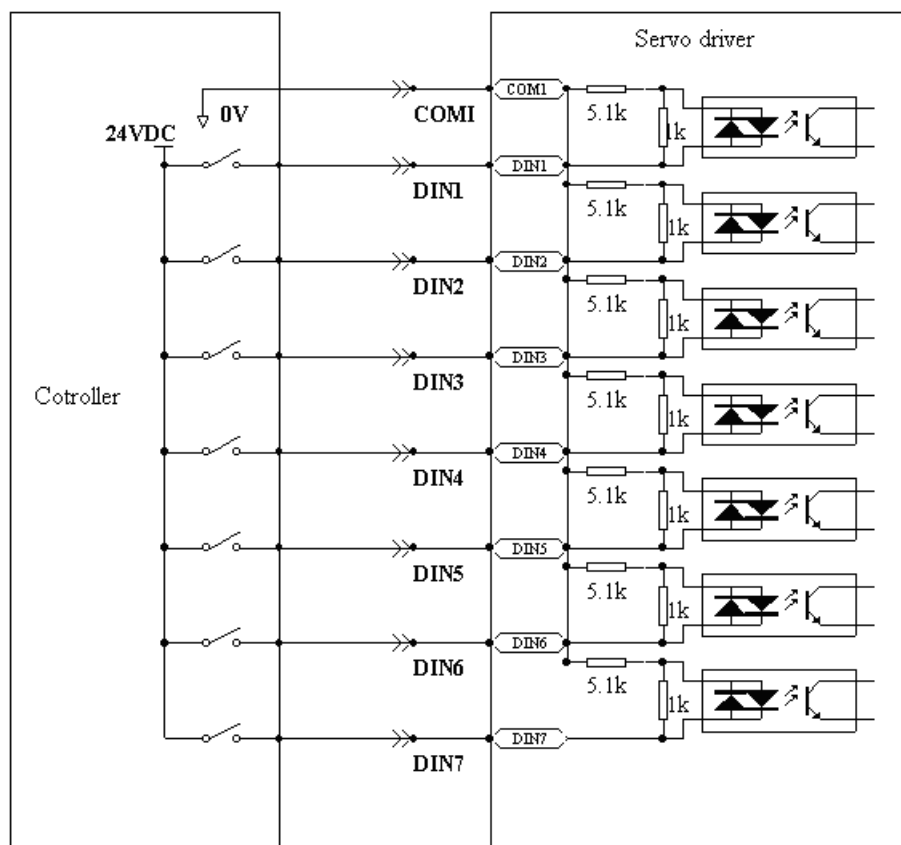 Servo driver
COM1
5.1k
0V
COMI
1k
24VDC
DIN1
DIN1
5.1k
1k
DIN2
DIN2
5.1k
1k
DIN3
DIN3
5.1k
Cotroller
1k
DIN4
DIN4
5.1k
1k
DIN5
DIN5
5.1k
1k
DIN6
DIN6
5.1k
1k
DIN7
DIN7